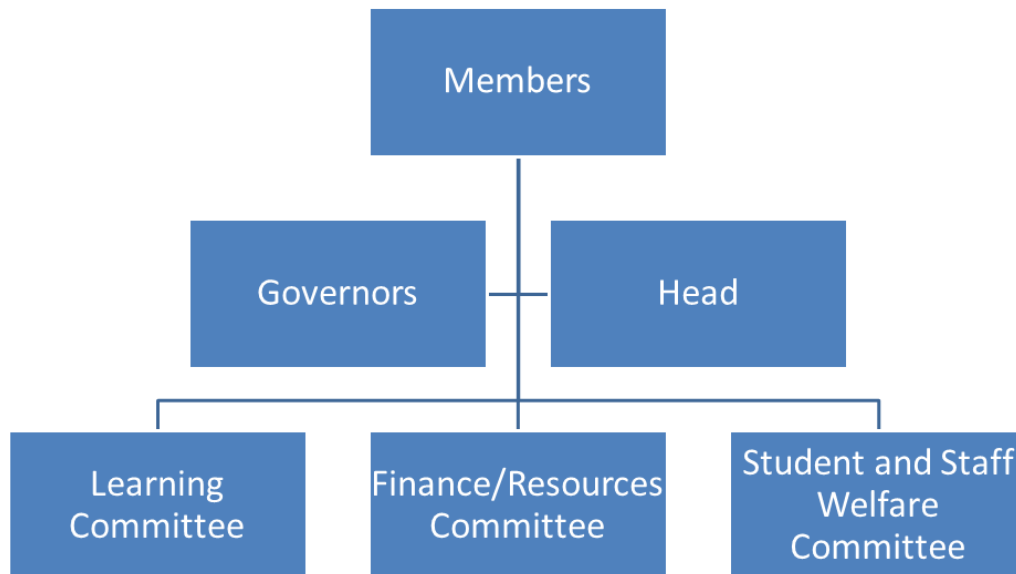 Members
Governors
Head
Learning
Committee
Finance/Resources
Committee
Student and Staff
Welfare
Committee